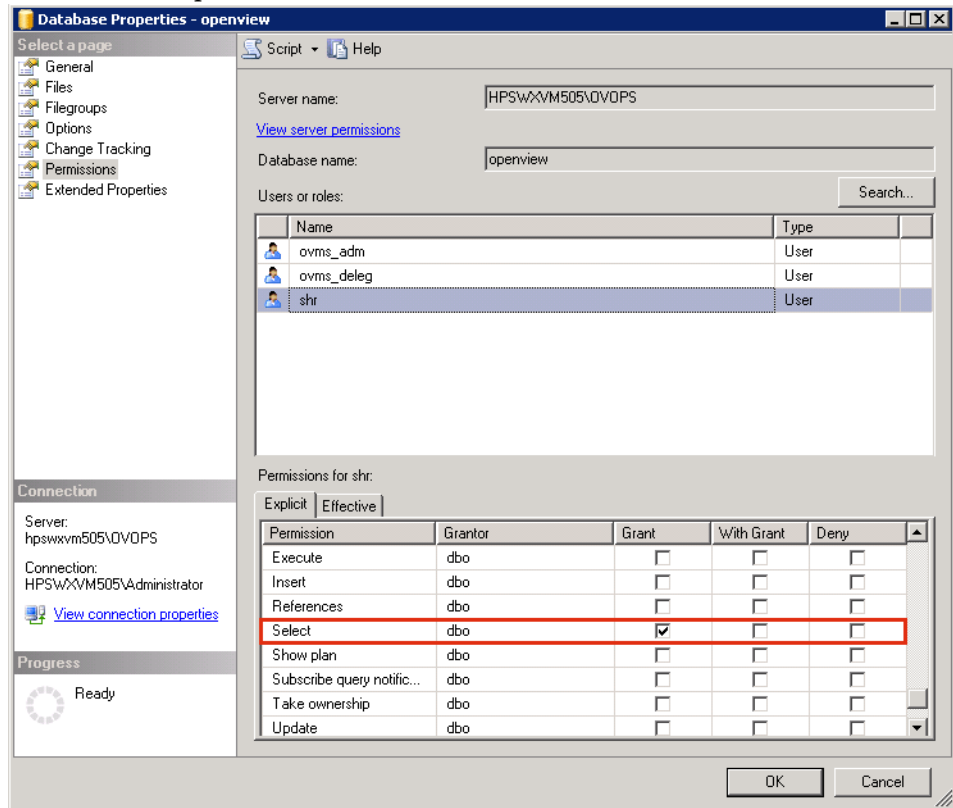 Database Properties - openview
Select a page
General
Files
Filegroups
Options
Change Tracking
Permissions
Extended Properties
Script Help
Server name: HPSWXVM505\OVOPS
View server permissions
Database name: openview
Users or roles: Search...
Name Type
ovms_adm User
ovms_deleg User
shr User
Permissions for shr:
Explicit Effective
Permission Grantor Grant With Grant Deny
Execute dbo
Insert dbo
References dbo
Select dbo
Show plan dbo
Subscribe query notific... dbo
Take ownership dbo
Update dbo
Connection
Server:
hpswxvm505\OVOPS
Connection:
HPSWXVM505\Administrator
View connection properties
Progress
Ready
OK Cancel